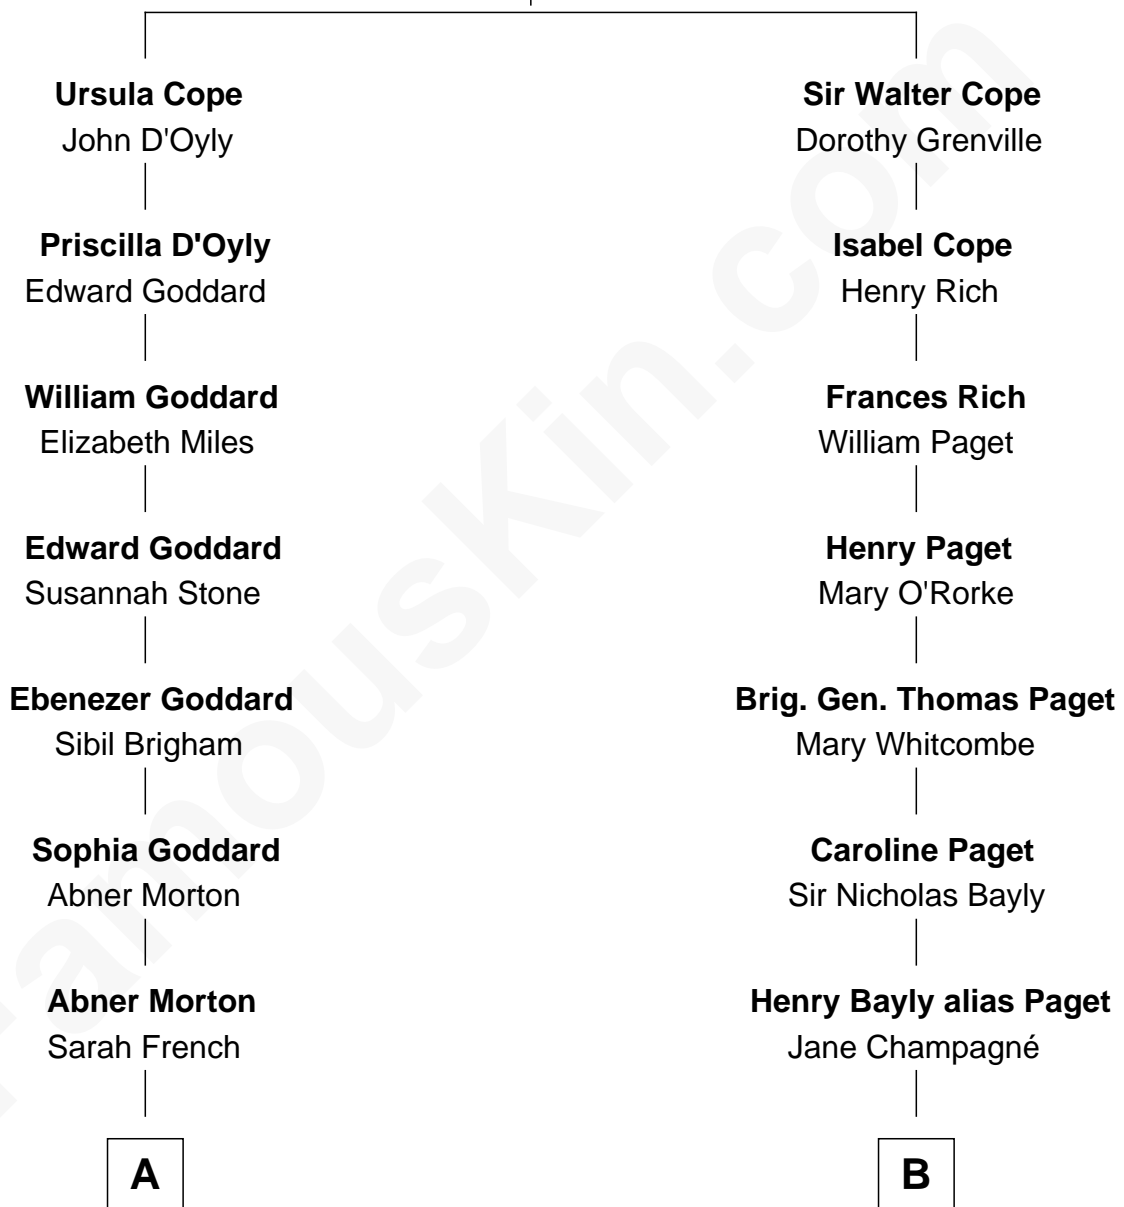 Ursula Cope
John D'Oyly
Priscilla D'Oyly
Edward Goddard
William Goddard
Elizabeth Miles
Edward Goddard
Susannah Stone
Ebenezer Goddard
Sibil Brigham
Sophia Goddard
Abner Morton
Abner Morton
Sarah French
A
Sir Walter Cope
Dorothy Grenville
Isabel Cope
Henry Rich
Frances Rich
William Paget
Henry Paget
Mary O'Rorke
Brig. Gen. Thomas Paget
Mary Whitcombe
Caroline Paget
Sir Nicholas Bayly
Henry Bayly alias Paget
Jane Champagné
B
FamousKin.com